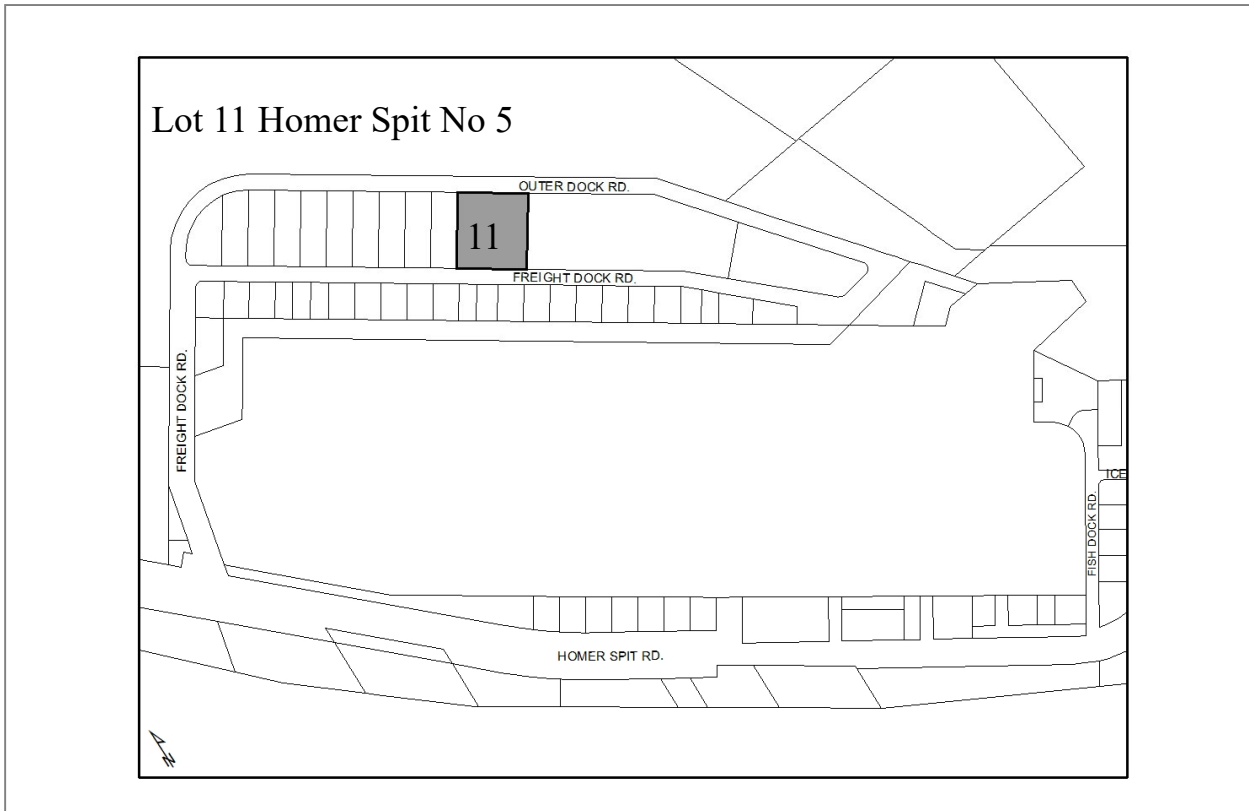 Lot 11 Homer Spit No 5
OUTER DOCK RD.
11
FREIGHT DOCK RD.
FREIGHT DOCK RD.
ICE
FISH DOCK RD.
HOMER SPIT RD.
N